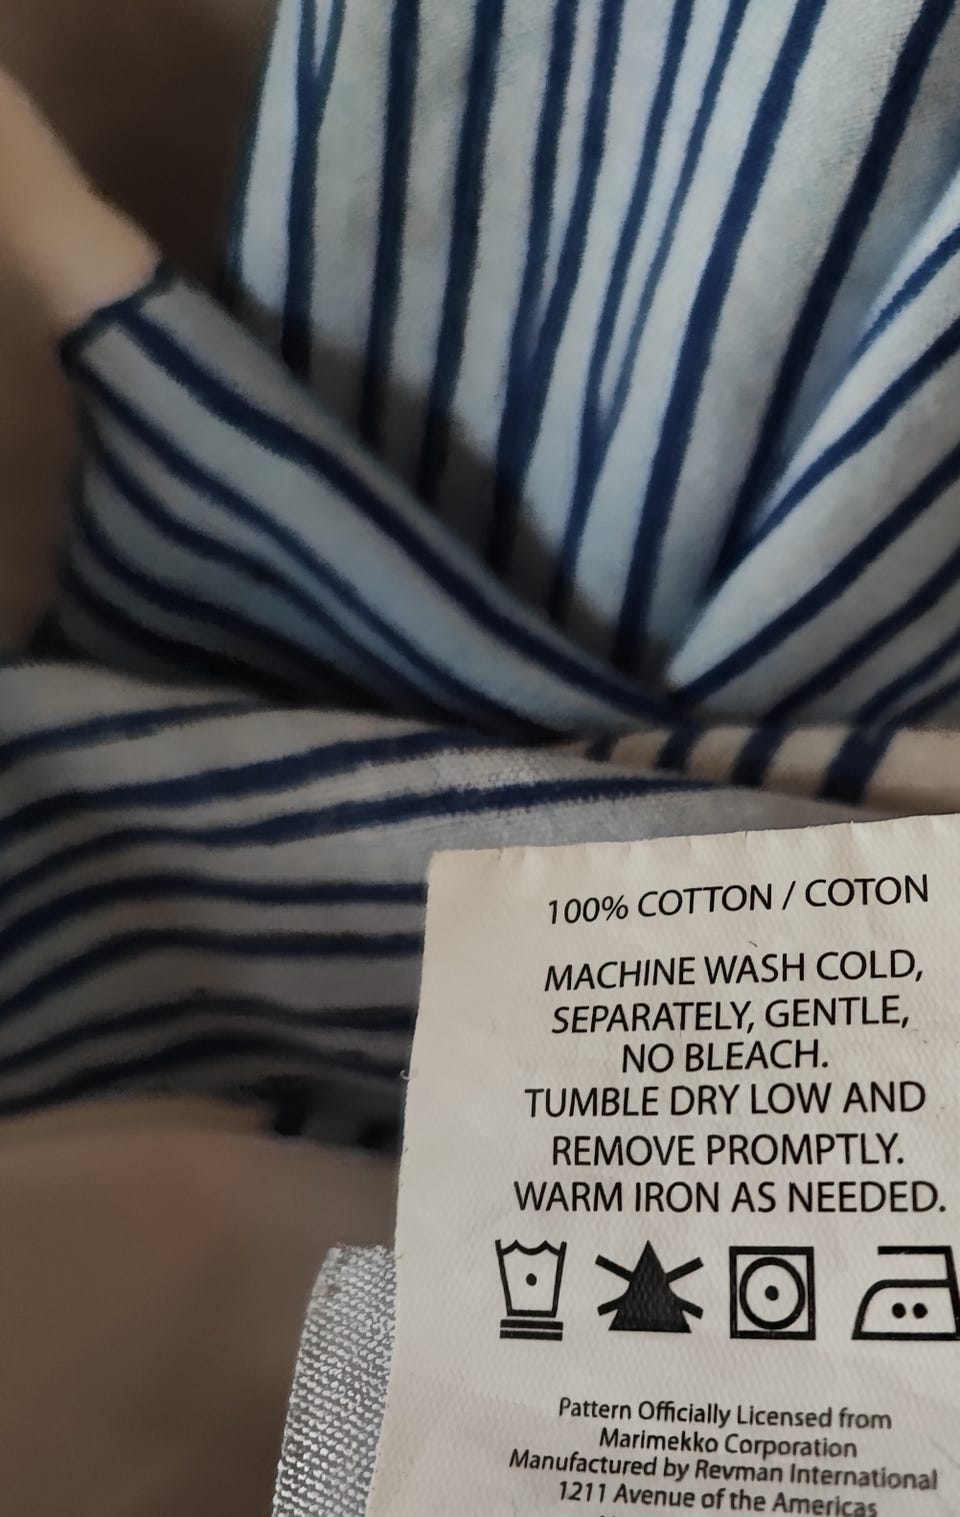 100% COTTON / COTON
MACHINE WASH COLD,
SEPARATELY, GENTLE,
NO BLEACH.
TUMBLE DRY LOW AND
REMOVE PROMPTLY.
WARM IRON AS NEEDED.
Pattern Officially Licensed from
Marimekko Corporation
Manufactured by Revman International
1211 Avenue of the Americas